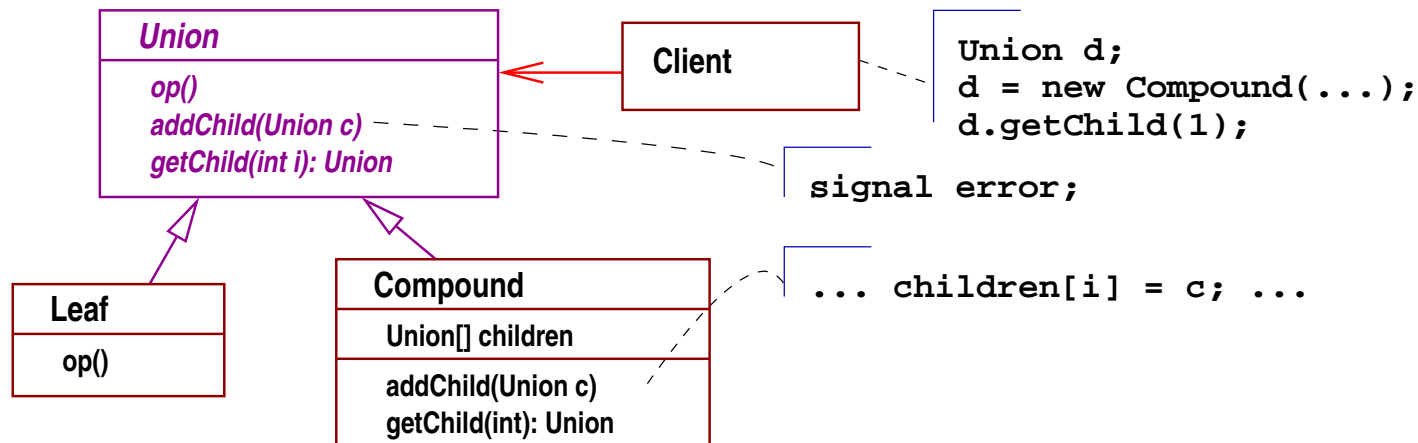 Union
op()
addChild(Union c)
getChild(int i): Union
Client
Union d;
d = new Compound(...);
d.getChild(1);
signal error;
Leaf
op()
Compound
Union[] children
addChild(Union c)
getChild(int): Union
... children[i] = c; ...